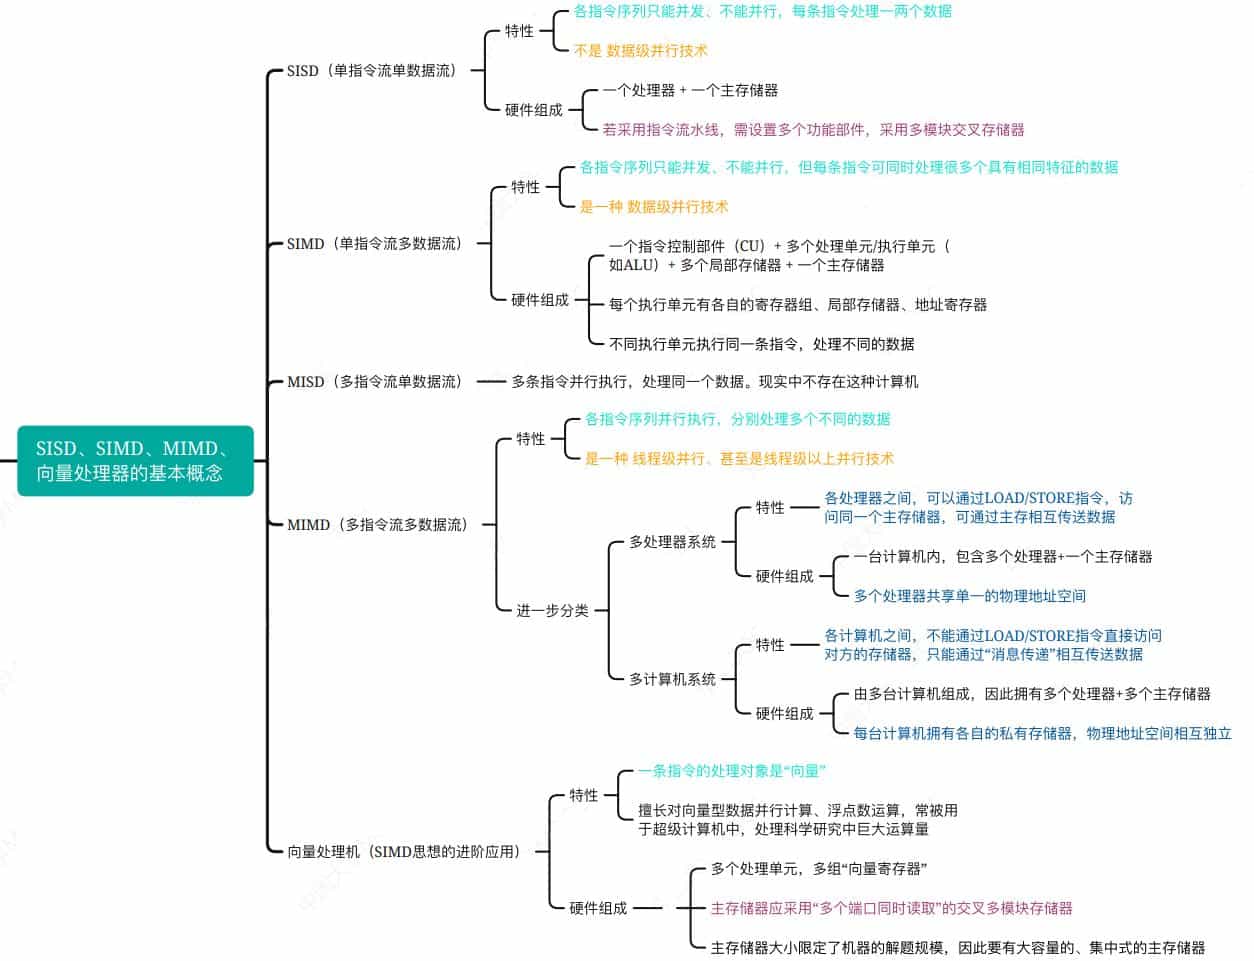 各指令序列只能并发、不能并行，每条指令处理一两个数据
特性
不是 数据级并行技术
SISD（单指令流单数据流）
一个处理器 + 一个主存储器
硬件组成
若采用指令流水线，需设置多个功能部件，采用多模块交叉存储器
各指令序列只能并发、不能并行，但每条指令可同时处理很多个具有相同特征的数据
特性
是一种 数据级并行技术
SIMD（单指令流多数据流）
一个指令控制部件（CU）+ 多个处理单元/执行单元（
如ALU）+ 多个局部存储器 + 一个主存储器
硬件组成
每个执行单元有各自的寄存器组、局部存储器、地址寄存器
不同执行单元执行同一条指令，处理不同的数据
MISD（多指令流单数据流）
多条指令并行执行，处理同一个数据。现实中不存在这种计算机
SISD、SIMD、MIMD、
向量处理器的基本概念
各指令序列并行执行，分别处理多个不同的数据
特性
是一种 线程级并行、甚至是线程级以上并行技术
MIMD（多指令流多数据流）
各处理器之间，可以通过LOAD/STORE指令，访
问同一个主存储器，可通过主存相互传送数据
特性
多处理器系统
一台计算机内，包含多个处理器+一个主存储器
硬件组成
多个处理器共享单一的物理地址空间
进一步分类
各计算机之间，不能通过LOAD/STORE指令直接访问
对方的存储器，只能通过“消息传递”相互传送数据
特性
多计算机系统
由多台计算机组成，因此拥有多个处理器+多个主存储器
硬件组成
每台计算机拥有各自的私有存储器，物理地址空间相互独立
一条指令的处理对象是“向量”
特性
擅长对向量型数据并行计算、浮点数运算，常被用
于超级计算机中，处理科学研究中巨大运算量
向量处理机（SIMD思想的进阶应用）
多个处理单元，多组“向量寄存器”
硬件组成
主存储器应采用“多个端口同时读取”的交叉多模块存储器
主存储器大小限定了机器的解题规模，因此要有大容量的、集中式的主存储器